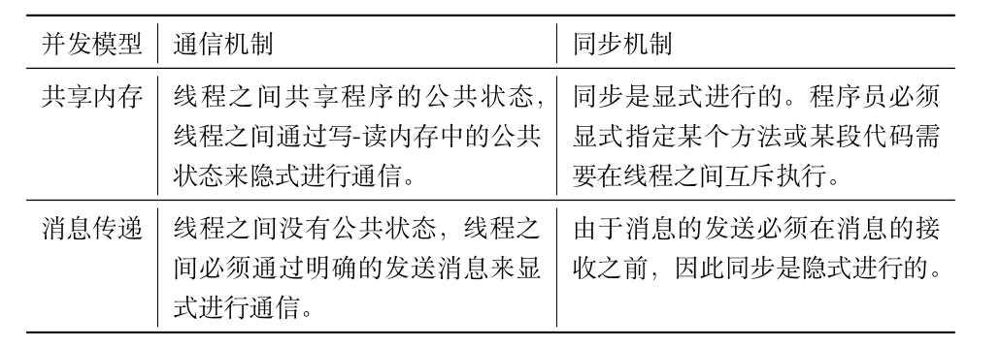 并发模型 通信机制 同步机制
共享内存 线程之间共享程序的公共状态，
线程之间通过写-读内存中的公共
状态来隐式进行通信。
同步是显式进行的。程序员必须
显式指定某个方法或某段代码需
要在线程之间互斥执行。
消息传递 线程之间没有公共状态，线程之
间必须通过明确的发送消息来显
式进行通信。
由于消息的发送必须在消息的接
收之前，因此同步是隐式进行的。